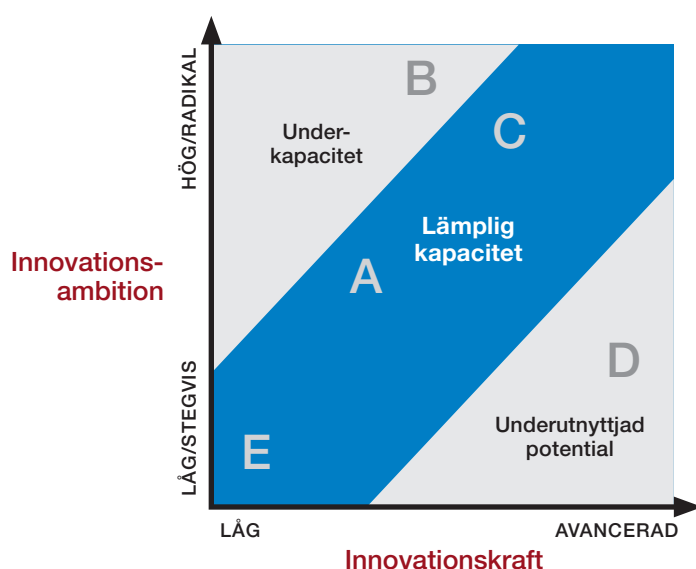 HÖG/RADIKAL
B
Under-
kapacitet
C
Lämplig
kapacitet
Innovations-
ambition
A
D
LÅG/STEGVIS
Underutnyttjad
potential
E
LÅG
AVANCERAD
Innovationskraft